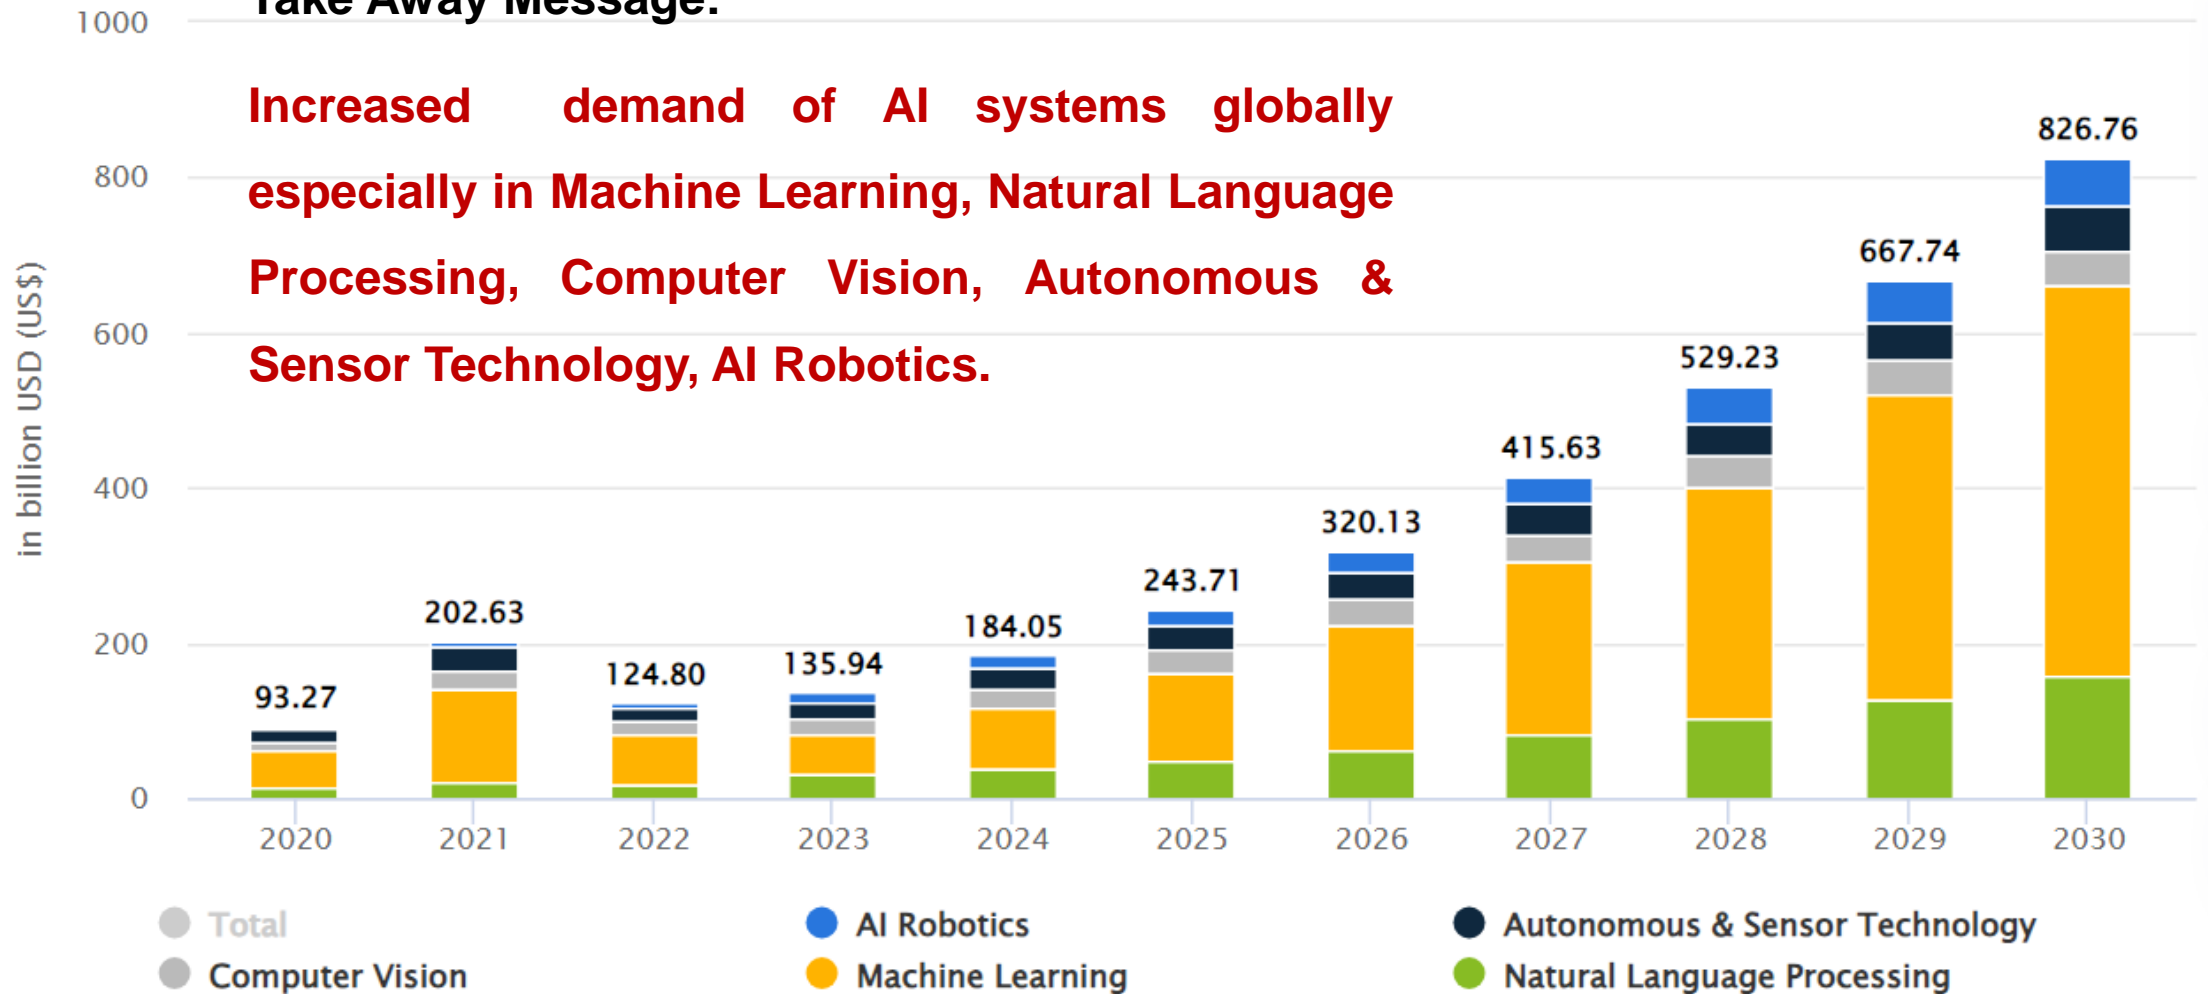 Take Away Message:
Increased demand of AI systems globally
especially in Machine Learning, Natural Language
Processing, Computer Vision, Autonomous &
Sensor Technology, AI Robotics.
in billion USD (US$)
1000
800
600
400
200
0
93.27
202.63
124.80
135.94
184.05
243.71
320.13
415.63
529.23
667.74
826.76
2020 2021 2022 2023 2024 2025 2026 2027 2028 2029 2030
Total AI Robotics Autonomous & Sensor Technology
Computer Vision Machine Learning Natural Language Processing